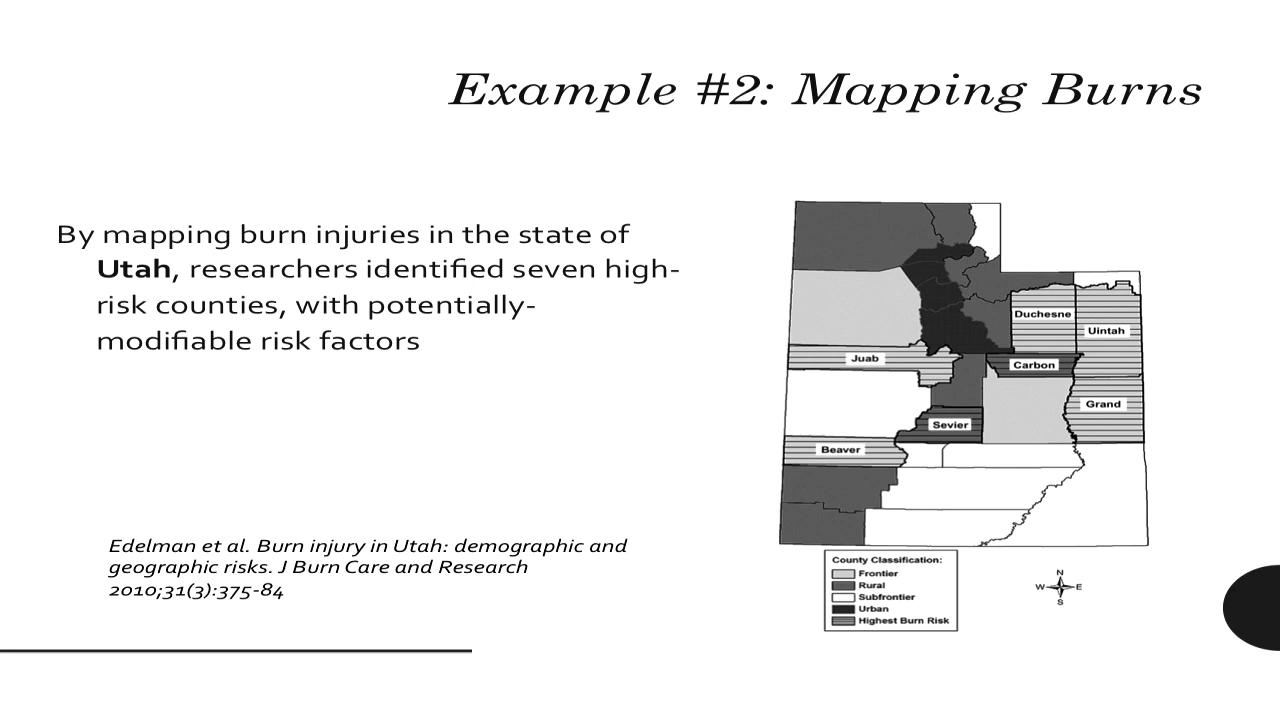 Example #2: Mapping Burns
By mapping burn injuries in the state of
Utah, researchers identified seven high-
risk counties, with potentially-
modifiable risk factors
Edelman et al. Burn injury in Utah: demographic and
geographic risks. J Burn Care and Research
2010;31(3):375-84
Duchesne
Uintah
Juab
Carbon
Grand
Sevier
Beaver
County Classification:
Frontier
Rural
Subfrontier
Urban
Highest Burn Risk
N
W E
S